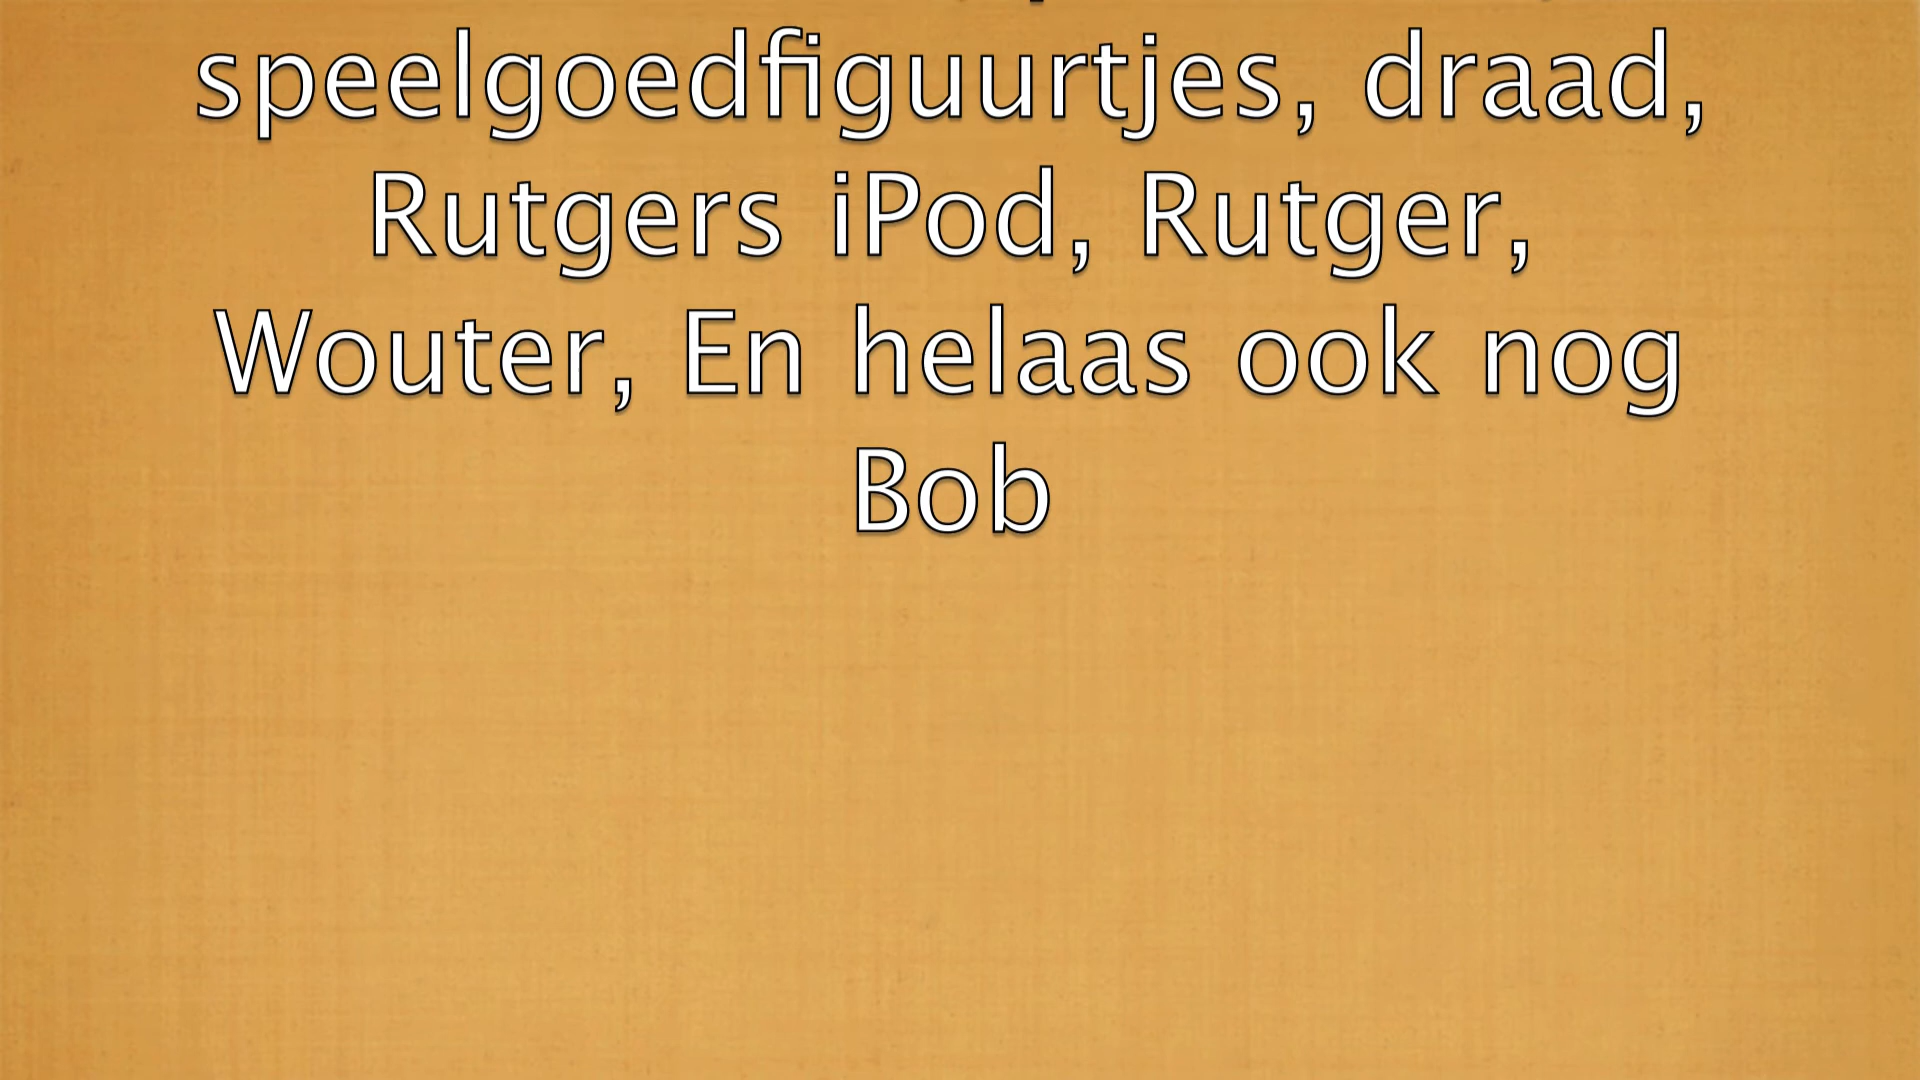 speelgoedfiguurtjes, draad,
Rutgers iPod, Rutger,
Wouter, En helaas ook nog
Bob